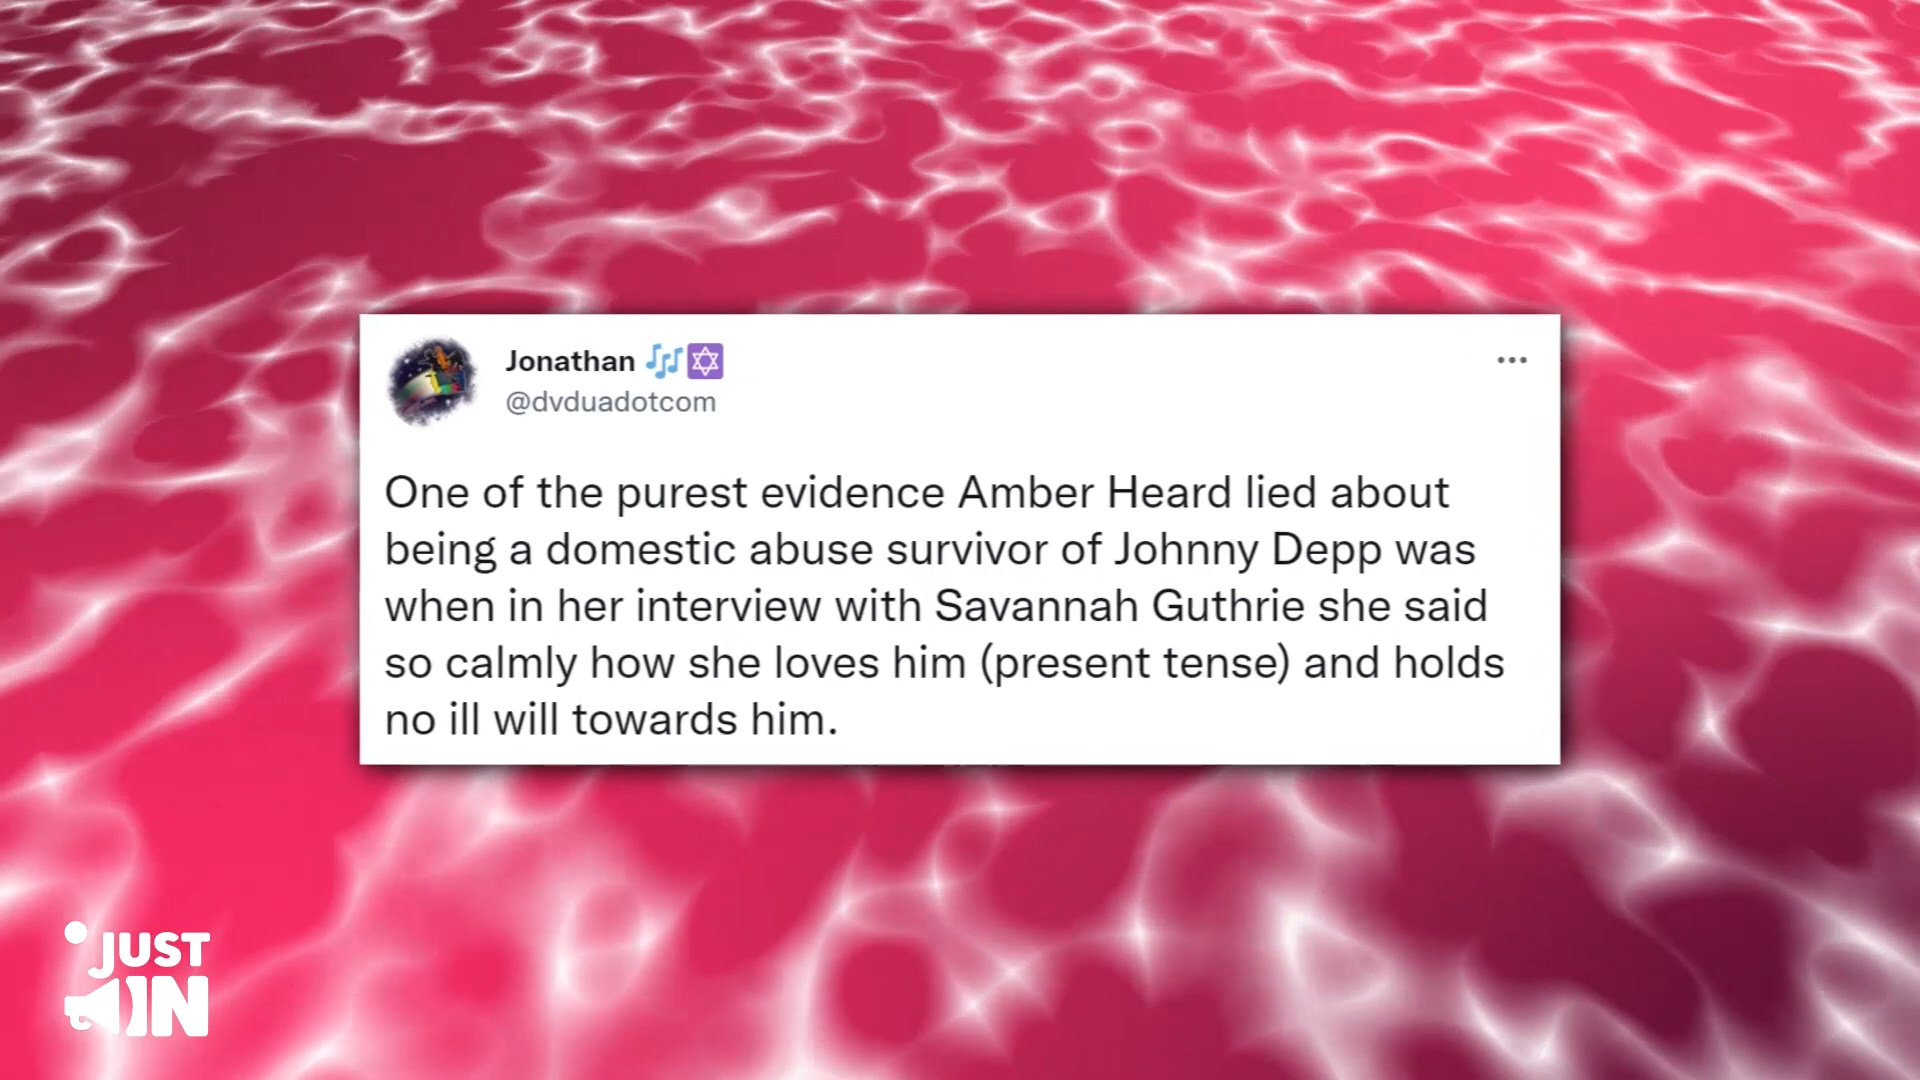 Jonathan 🎶🔯
@dvduadotcom
One of the purest evidence Amber Heard lied about
being a domestic abuse survivor of Johnny Depp was
when in her interview with Savannah Guthrie she said
so calmly how she loves him (present tense) and holds
no ill will towards him.
JUST
IN